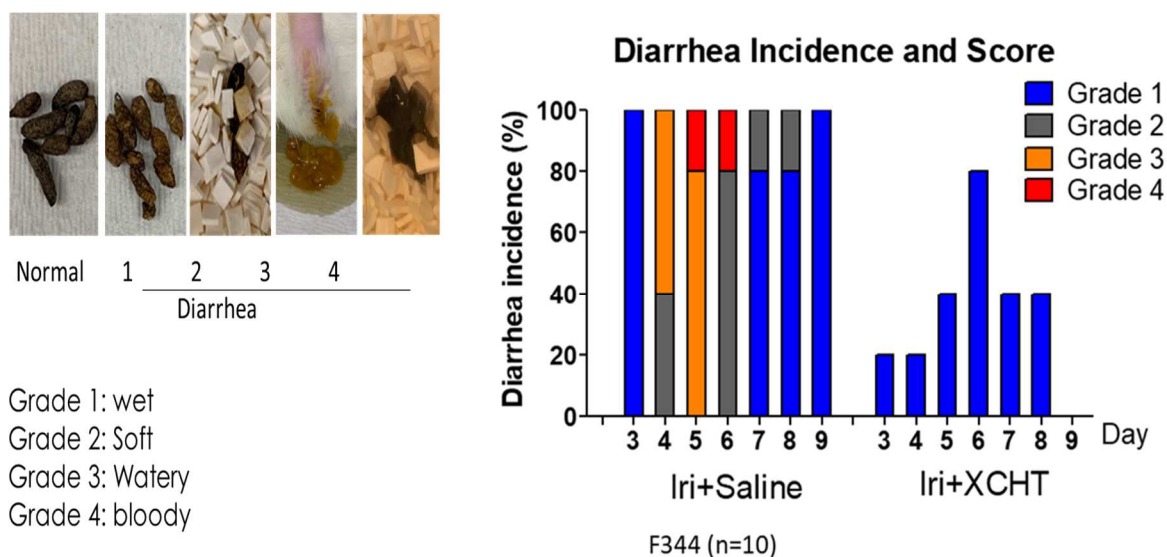 Normal 1 2 3 4
Diarrhea
Grade 1: wet
Grade 2: Soft
Grade 3: Watery
Grade 4: bloody
Diarrhea Incidence and Score
Grade 1
Grade 2
Grade 3
Grade 4
Diarrhea incidence (%)
100
80
60
40
20
0
3 4 5 6 7 8 9 3 4 5 6 7 8 9 Day
Iri+Saline Iri+XCHT
F344 (n=10)